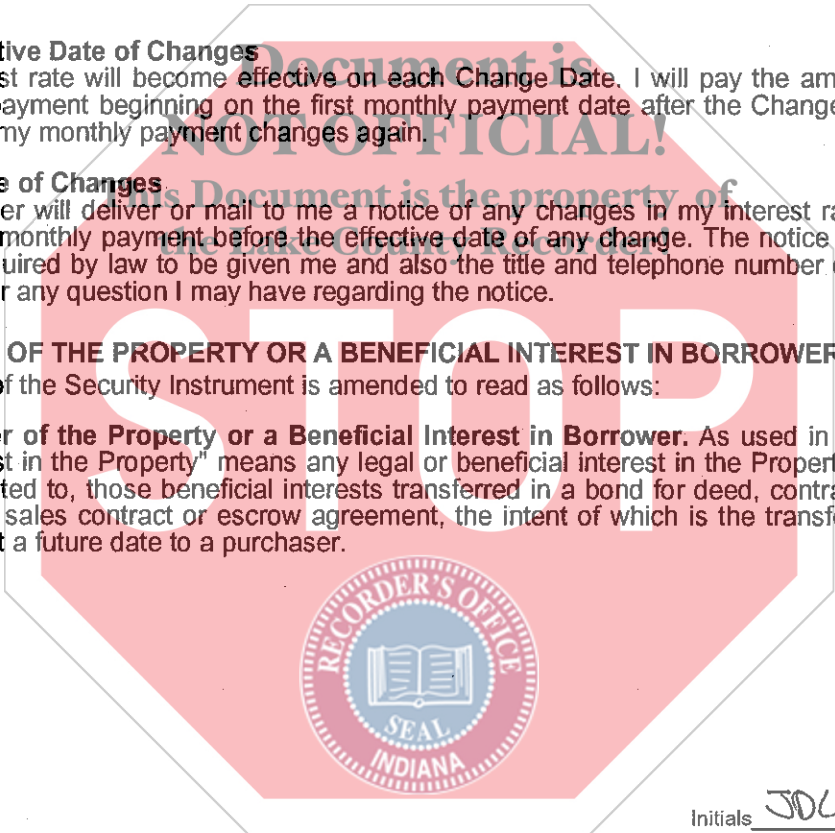 tive Date of Changes
st rate will become effective on each Change Date. I will pay the am
payment beginning on the first monthly payment date after the Change
my monthly payment changes again.
e of Changes
er will deliver or mail to me a notice of any changes in my interest ra
monthly payment before the effective date of any change. The notice
uired by law to be given me and also the title and telephone number
r any question I may have regarding the notice.
OF THE PROPERTY OR A BENEFICIAL INTEREST IN BORROWER
of the Security Instrument is amended to read as follows:
r of the Property or a Beneficial Interest in Borrower. As used in
st in the Property" means any legal or beneficial interest in the Propert
ted to, those beneficial interests transferred in a bond for deed, contra
sales contract or escrow agreement, the intent of which is the transf
t a future date to a purchaser.
Document is
NOT OFFICIAL!
This Document is the property of
the Lake County Recorder!
STOP
RECORDER'S OFFICE
SEAL
INDIANA
Initials JDL